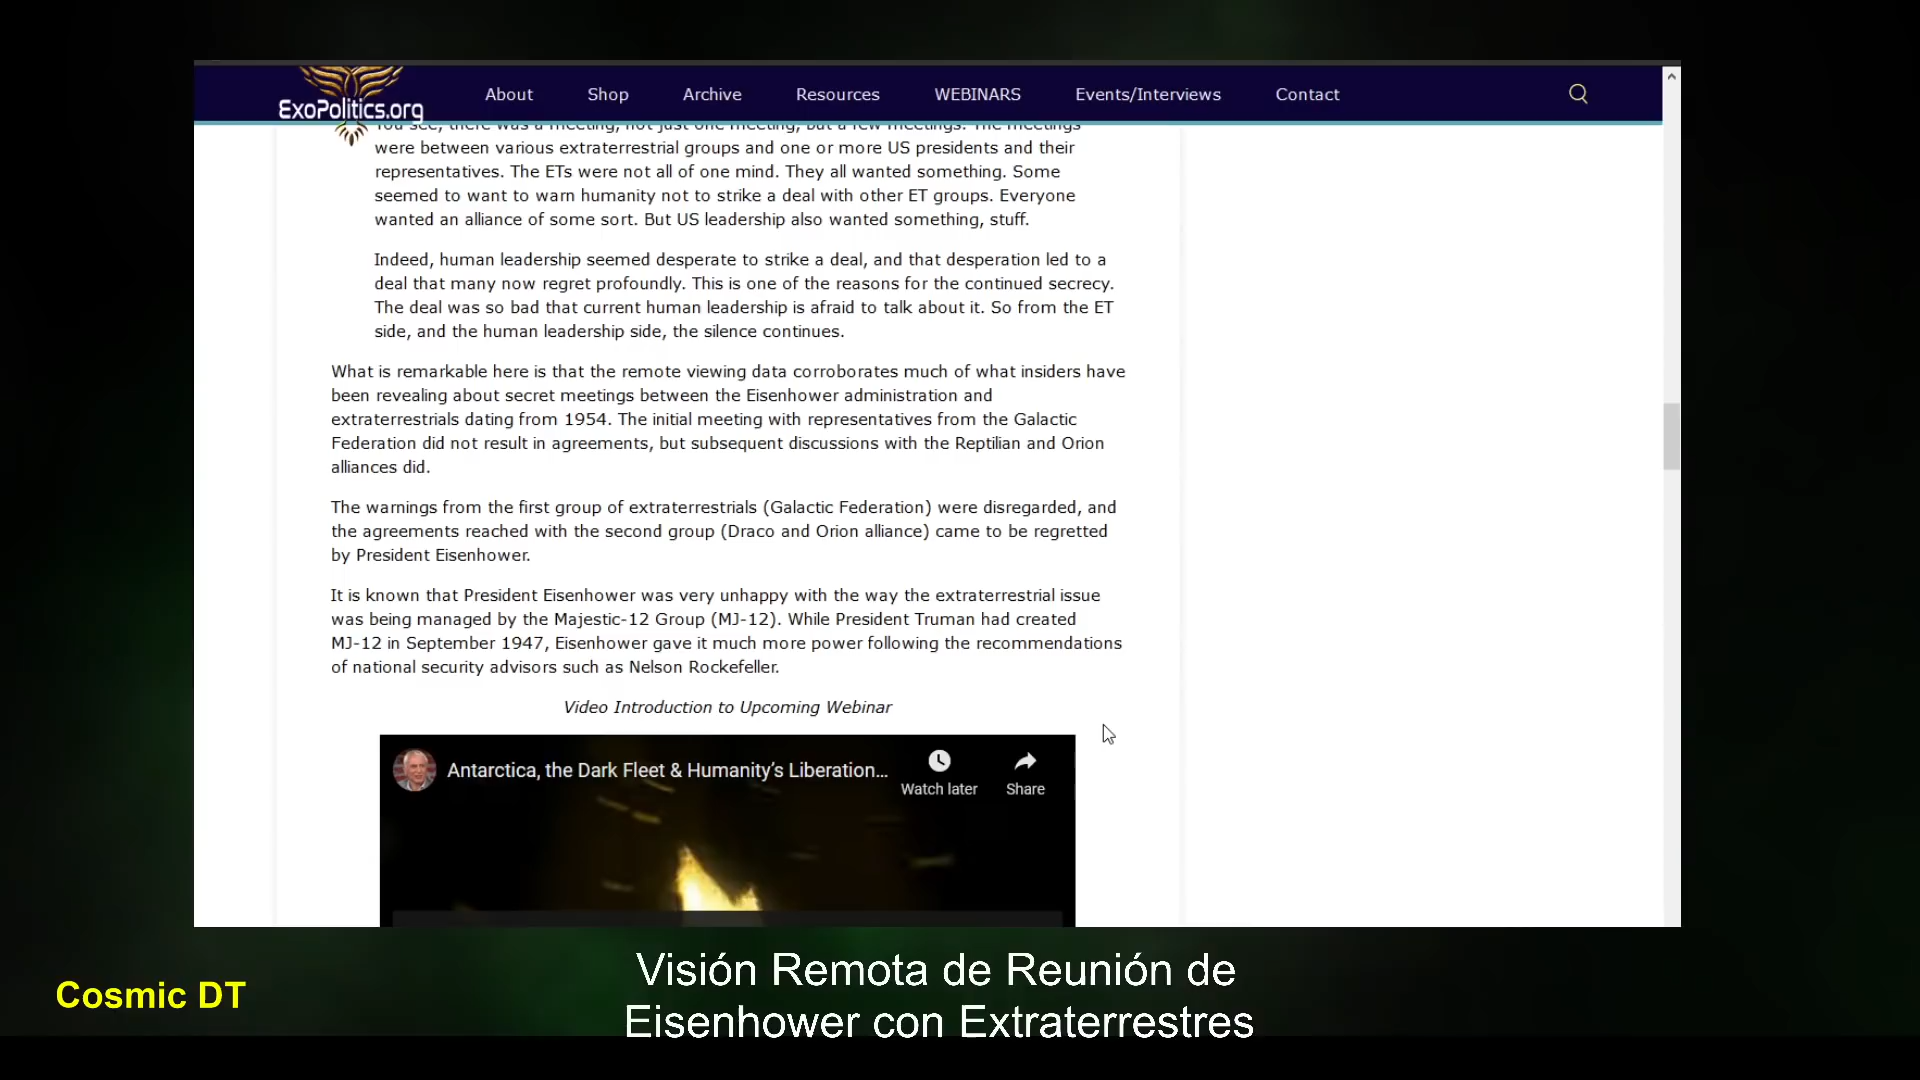 ExoPolitics.org
About
Shop
Archive
Resources
WEBINARS
Events/Interviews
Contact
You see, there was a meeting, not just one meeting, but a few meetings. The meetings
were between various extraterrestrial groups and one or more US presidents and their
representatives. The ETs were not all of one mind. They all wanted something. Some
seemed to want to warn humanity not to strike a deal with other ET groups. Everyone
wanted an alliance of some sort. But US leadership also wanted something, stuff.
Indeed, human leadership seemed desperate to strike a deal, and that desperation led to a
deal that many now regret profoundly. This is one of the reasons for the continued secrecy.
The deal was so bad that current human leadership is afraid to talk about it. So from the ET
side, and the human leadership side, the silence continues.
What is remarkable here is that the remote viewing data corroborates much of what insiders have
been revealing about secret meetings between the Eisenhower administration and
extraterrestrials dating from 1954. The initial meeting with representatives from the Galactic
Federation did not result in agreements, but subsequent discussions with the Reptilian and Orion
alliances did.
The warnings from the first group of extraterrestrials (Galactic Federation) were disregarded, and
the agreements reached with the second group (Draco and Orion alliance) came to be regretted
by President Eisenhower.
It is known that President Eisenhower was very unhappy with the way the extraterrestrial issue
was being managed by the Majestic-12 Group (MJ-12). While President Truman had created
MJ-12 in September 1947, Eisenhower gave it much more power following the recommendations
of national security advisors such as Nelson Rockefeller.
Video Introduction to Upcoming Webinar
Antarctica, the Dark Fleet & Humanity’s Liberation...
Watch later
Share
Cosmic DT
Visión Remota de Reunión de
Eisenhower con Extraterrestres